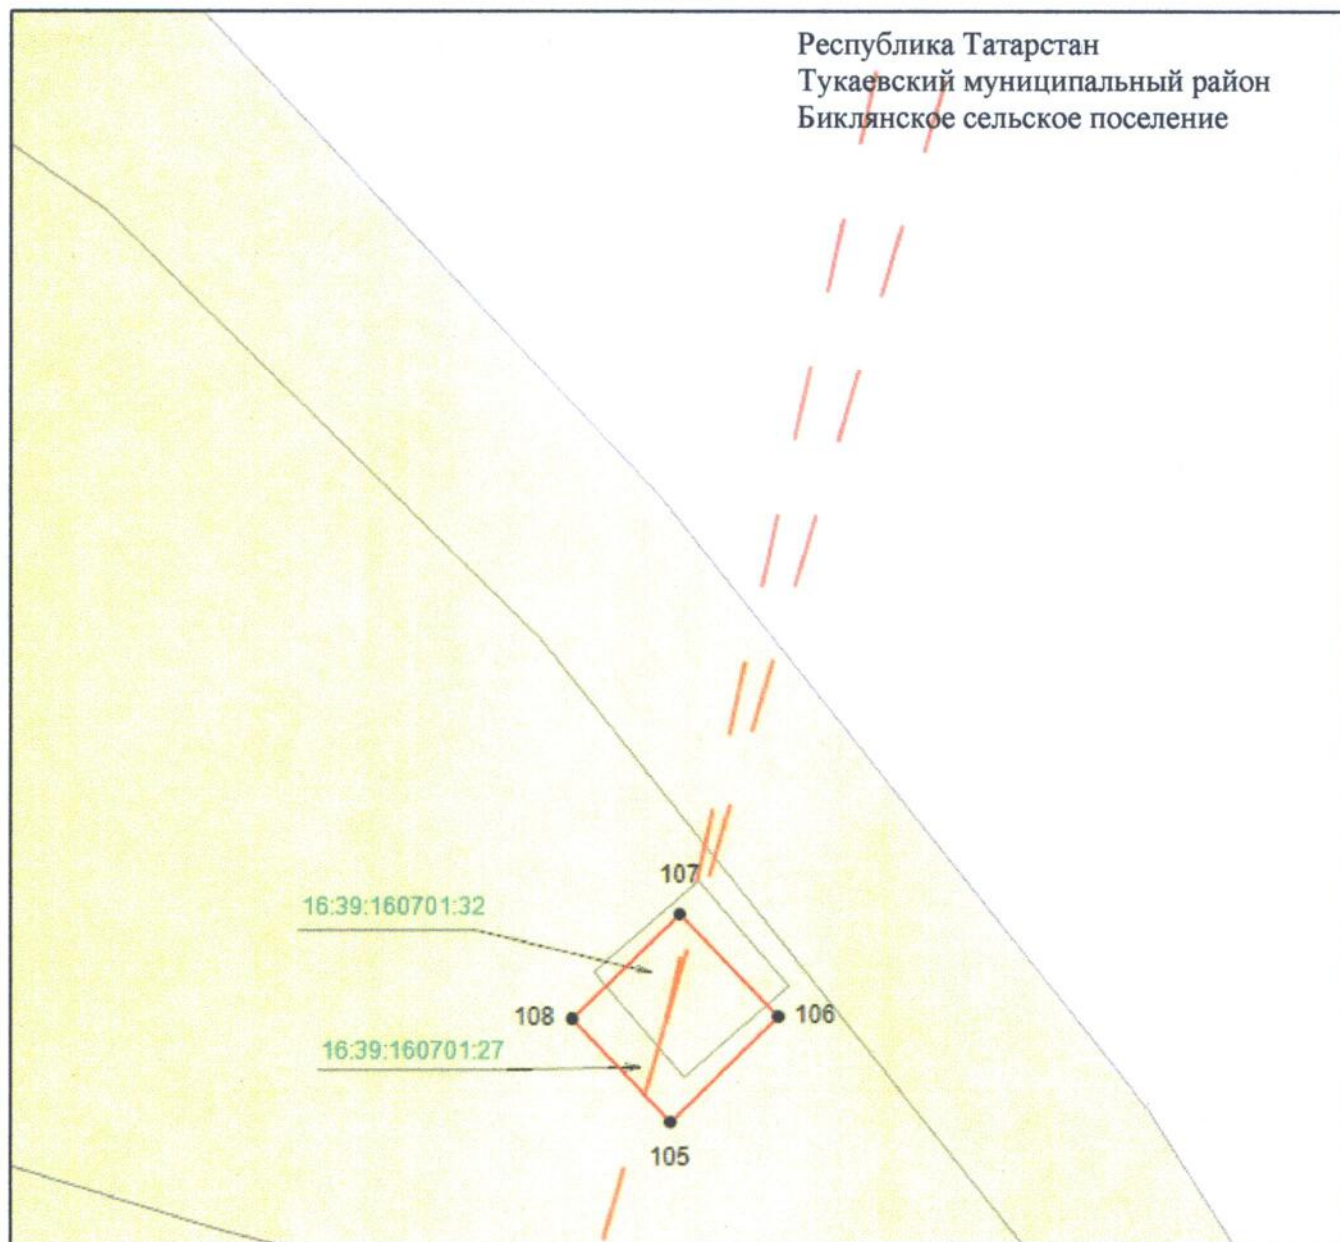 Республика Татарстан
Тукаевский муниципальный район
Биклянское сельское поселение
107
16:39:160701:32
108
106
16:39:160701:27
105